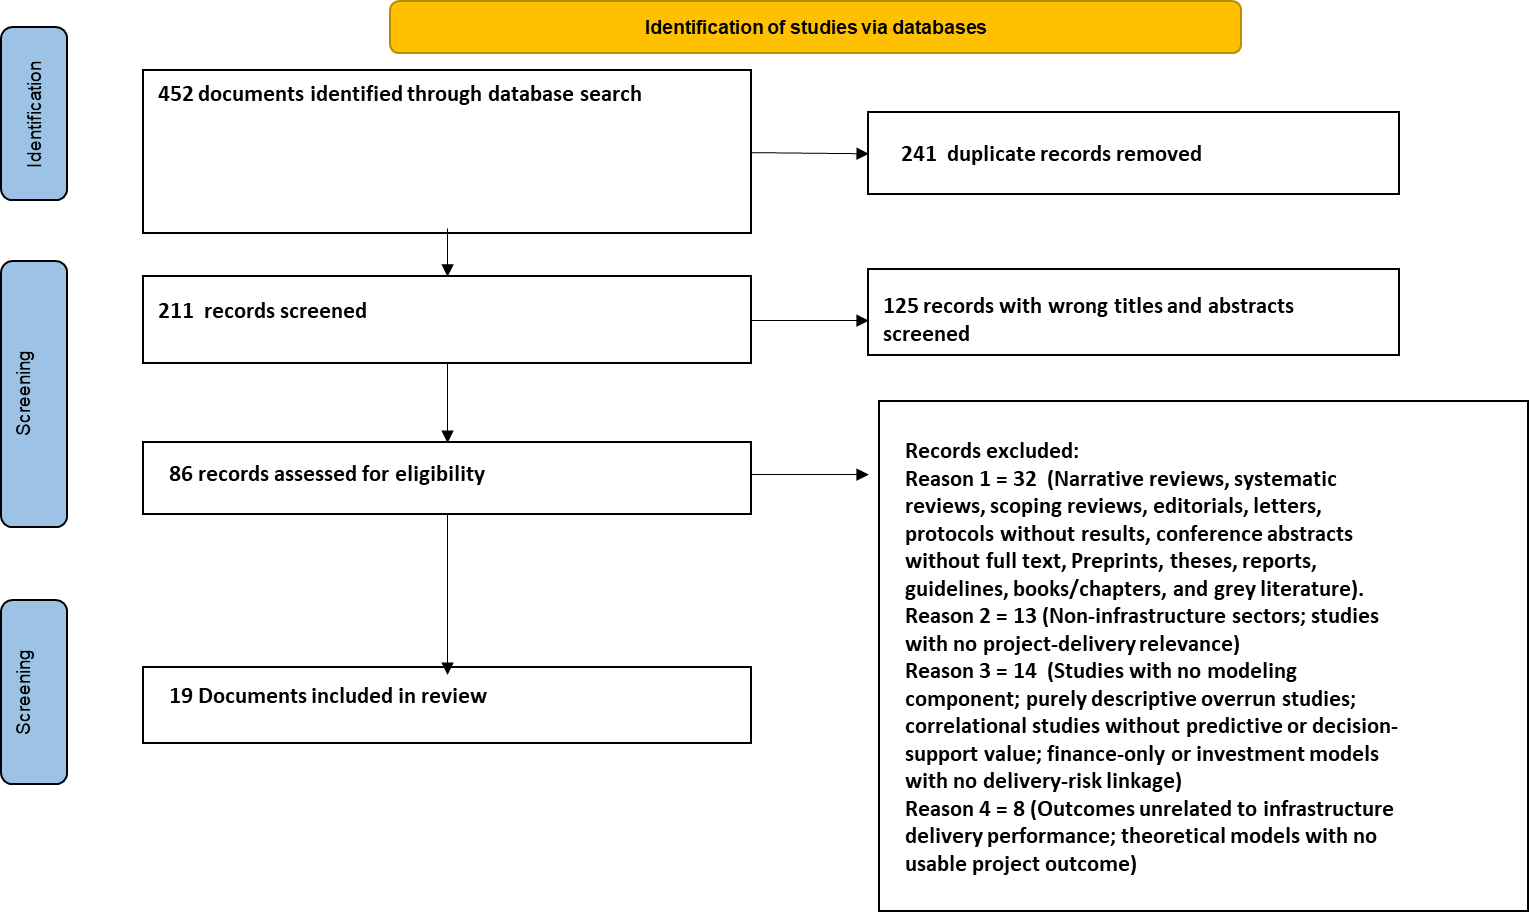 Identification of studies via databases
Identification
452 documents identified through database search
241 duplicate records removed
Screening
211 records screened
125 records with wrong titles and abstracts
screened
86 records assessed for eligibility
Records excluded:
Reason 1 = 32 (Narrative reviews, systematic
reviews, scoping reviews, editorials, letters,
protocols without results, conference abstracts
without full text, Preprints, theses, reports,
guidelines, books/chapters, and grey literature).
Reason 2 = 13 (Non-infrastructure sectors; studies
with no project-delivery relevance)
Reason 3 = 14 (Studies with no modeling
component; purely descriptive overrun studies;
correlational studies without predictive or decision-
support value; finance-only or investment models
with no delivery-risk linkage)
Reason 4 = 8 (Outcomes unrelated to infrastructure
delivery performance; theoretical models with no
usable project outcome)
Screening
19 Documents included in review